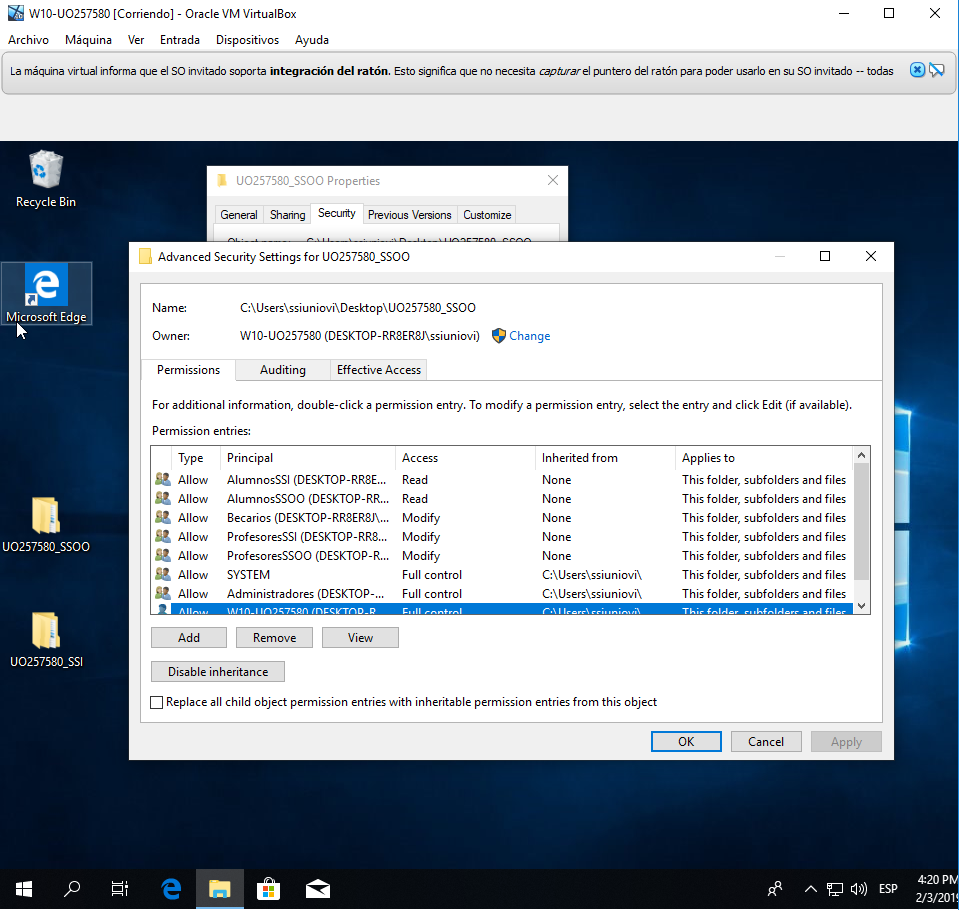 W10-UO257580 [Corriendo] - Oracle VM VirtualBox
Archivo Máquina Ver Entrada Dispositivos Ayuda
La máquina virtual informa que el SO invitado soporta integración del ratón. Esto significa que no necesita capturar el puntero del ratón para poder usarlo en su SO invitado -- todas
Recycle Bin
UO257580_SSOO Properties
General Sharing Security Previous Versions Customize
Object name: C:\Users\ssiuniovi\Desktop\UO257580_SSOO
Microsoft Edge
Advanced Security Settings for UO257580_SSOO
Name: C:\Users\ssiuniovi\Desktop\UO257580_SSOO
Owner: W10-UO257580 (DESKTOP-RR8ER8J\ssiuniovi) Change
Permissions Auditing Effective Access
For additional information, double-click a permission entry. To modify a permission entry, select the entry and click Edit (if available).
Permission entries:
Type Principal Access Inherited from Applies to
Allow AlumnosSSI (DESKTOP-RR8E... Read None This folder, subfolders and files
Allow AlumnosSSOO (DESKTOP-RR... Read None This folder, subfolders and files
Allow Becarios (DESKTOP-RR8ER8J\... Modify None This folder, subfolders and files
Allow ProfesoresSSI (DESKTOP-RR8... Modify None This folder, subfolders and files
Allow ProfesoresSSOO (DESKTOP-R... Modify None This folder, subfolders and files
Allow SYSTEM Full control C:\Users\ssiuniovi\ This folder, subfolders and files
Allow Administradores (DESKTOP-... Full control C:\Users\ssiuniovi\ This folder, subfolders and files
Allow W10-UO257580 (DESKTOP-R... Full control C:\Users\ssiuniovi\ This folder, subfolders and files
Add Remove View
Disable inheritance
Replace all child object permission entries with inheritable permission entries from this object
OK Cancel Apply
UO257580_SSOO
UO257580_SSI
ESP
4:20 PM
2/3/2019